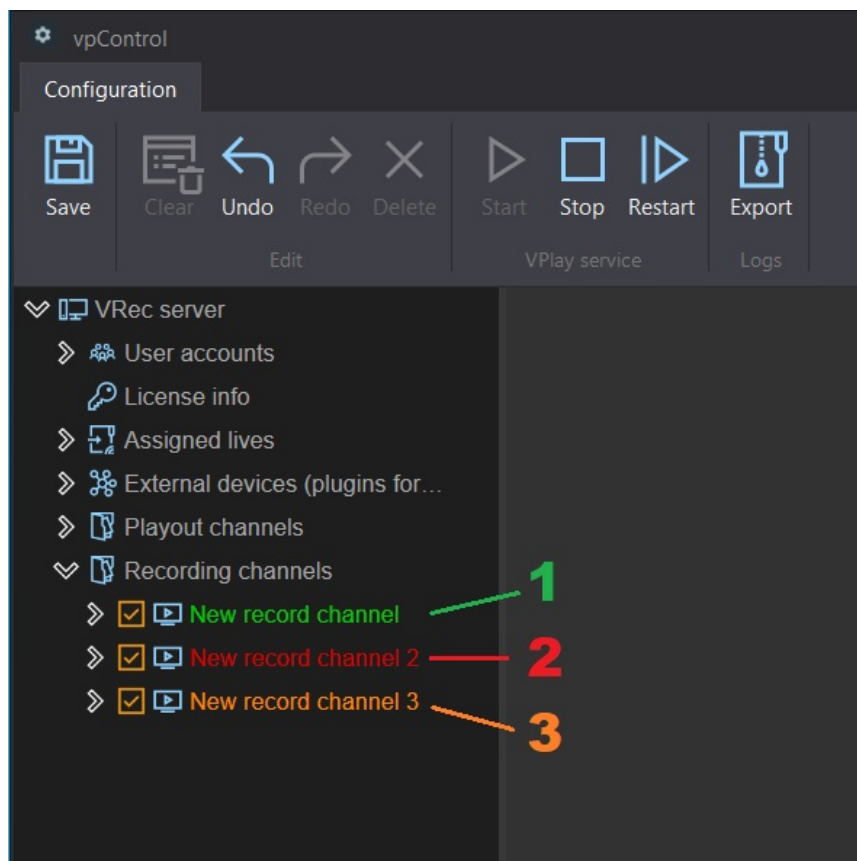 vpControl
Configuration
Save Clear Undo Redo Delete Start Stop Restart Export
Edit VPlay service Logs
VRec server
User accounts
License info
Assigned lives
External devices (plugins for...
Playout channels
Recording channels
New record channel 1
New record channel 2 2
New record channel 3 3